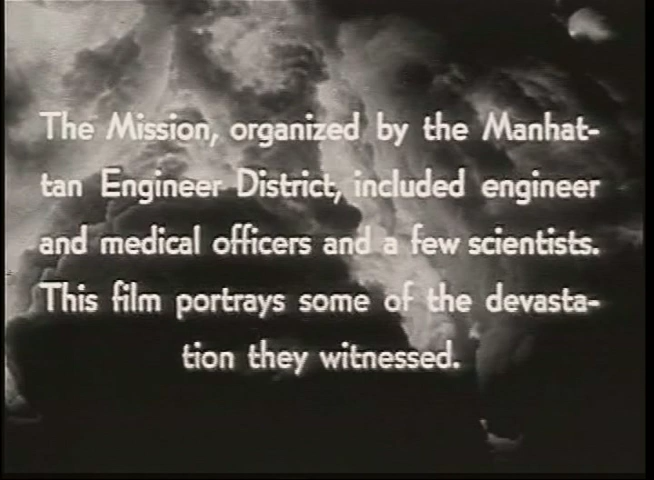 The Mission, organized by the Manhat-
tan Engineer District, included engineer
and medical officers and a few scientists.
This film portrays some of the devasta-
tion they witnessed.